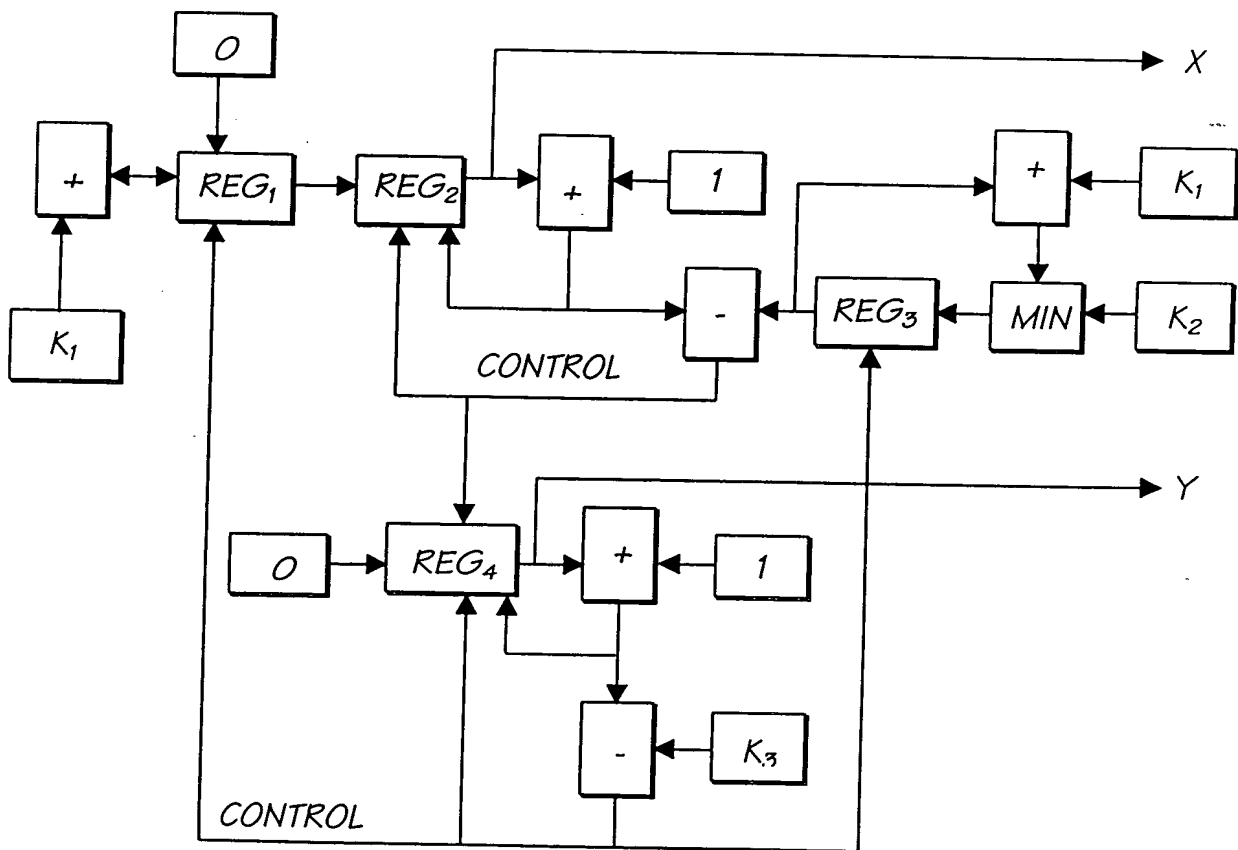 0
X
+
REG₁
REG₂
+
1
+
K₁
K₁
-
REG₃
MIN
K₂
CONTROL
Y
0
REG₄
+
1
-
K₃
CONTROL